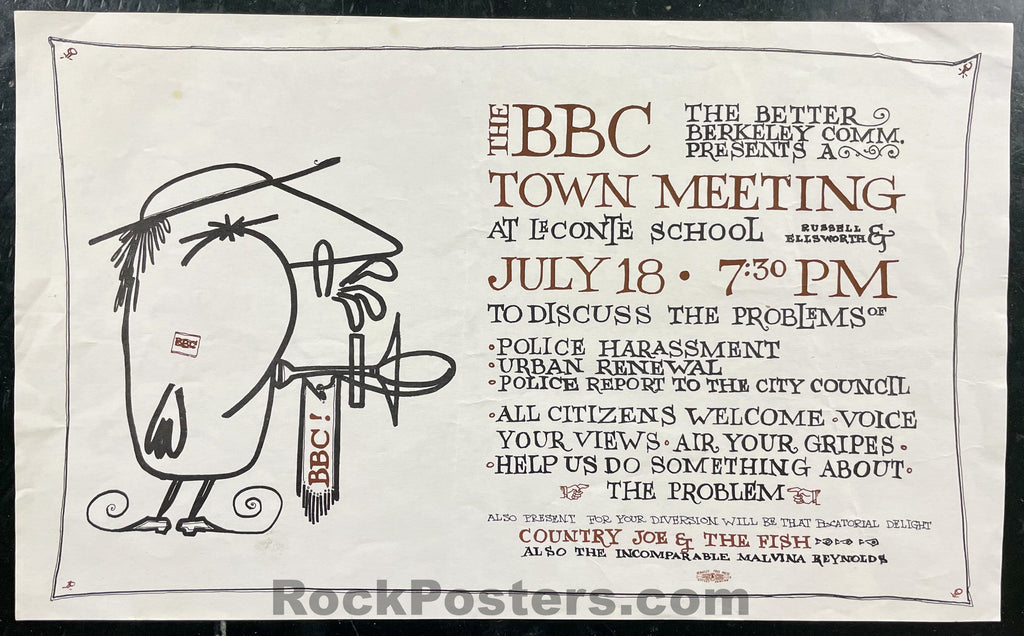 THE BBC
THE BETTER
BERKELEY COMM.
PRESENTS A
TOWN MEETING
AT LECONTE SCHOOL RUSSELL & ELLSWORTH
JULY 18 • 7:30 PM
TO DISCUSS THE PROBLEMS OF
• POLICE HARASSMENT
• URBAN RENEWAL
• POLICE REPORT TO THE CITY COUNCIL
• ALL CITIZENS WELCOME • VOICE
YOUR VIEWS • AIR YOUR GRIPES •
• HELP US DO SOMETHING ABOUT •
THE PROBLEM
ALSO PRESENT FOR YOUR DIVERSION WILL BE THAT PISCATORIAL DELIGHT
COUNTRY JOE & THE FISH
ALSO THE INCOMPARABLE MALVINA REYNOLDS
BBC
BBC!
RockPosters.com